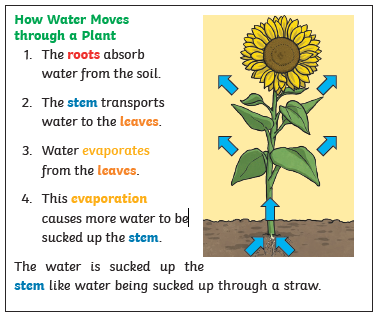 How Water Moves
through a Plant
1. The roots absorb
water from the soil.
2. The stem transports
water to the leaves.
3. Water evaporates
from the leaves.
4. This evaporation
causes more water to be
sucked up the stem.
The water is sucked up the
stem like water being sucked up through a straw.